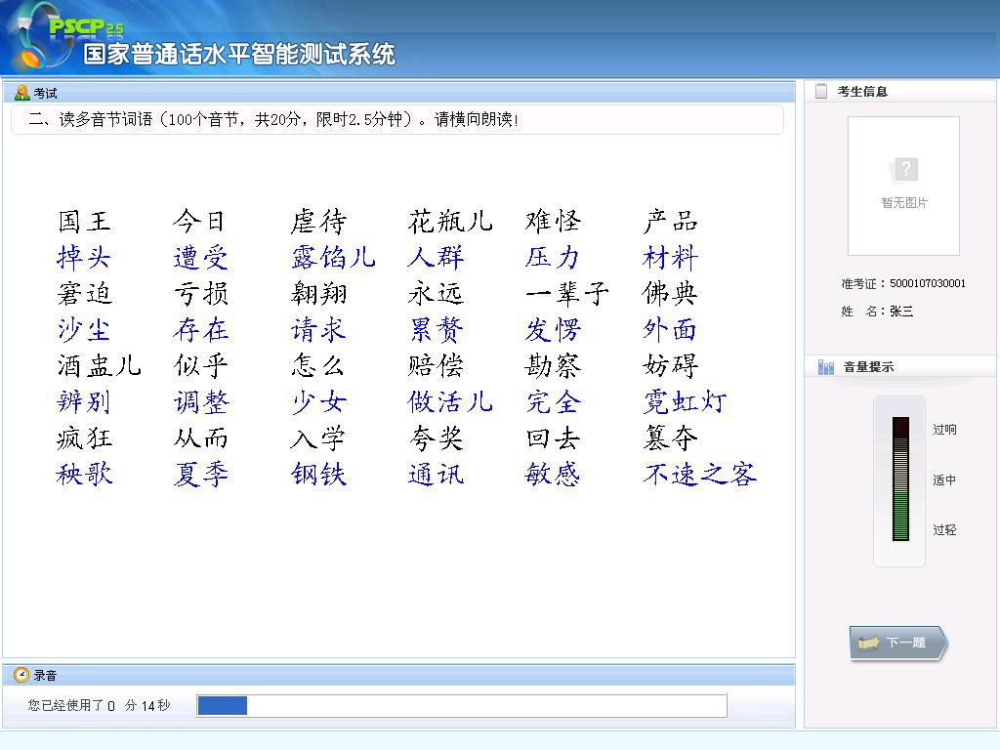 PSCP 2.5
国家普通话水平智能测试系统
考试
二、读多音节词语（100个音节，共20分，限时2.5分钟）。请横向朗读！
国王 今日 虐待 花瓶儿 难怪 产品
掉头 遭受 露馅儿 人群 压力 材料
窘迫 亏损 翱翔 永远 一辈子 佛典
沙尘 存在 请求 累赘 发愣 外面
酒盅儿 似乎 怎么 赔偿 勘察 妨碍
辨别 调整 少女 做活儿 完全 霓虹灯
疯狂 从而 入学 夸奖 回去 篡夺
秧歌 夏季 钢铁 通讯 敏感 不速之客
录音
您已经使用了 0 分 14 秒
考生信息
暂无图片
准考证：5000107030001
姓 名：张三
音量提示
过响
适中
过轻
下一题